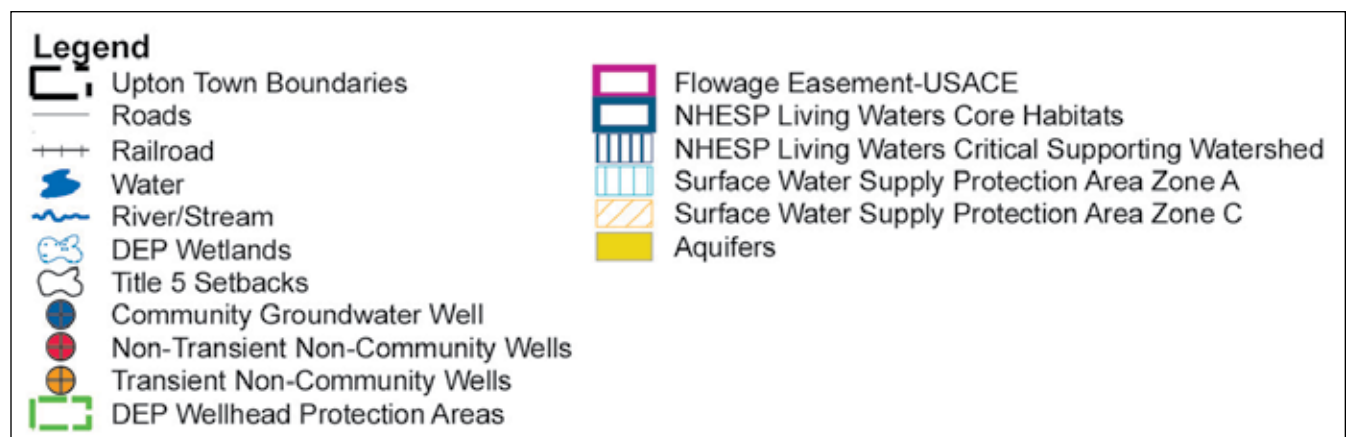 Legend
Upton Town Boundaries
Roads
Railroad
Water
River/Stream
DEP Wetlands
Title 5 Setbacks
Community Groundwater Well
Non-Transient Non-Community Wells
Transient Non-Community Wells
DEP Wellhead Protection Areas
Flowage Easement-USACE
NHESP Living Waters Core Habitats
NHESP Living Waters Critical Supporting Watershed
Surface Water Supply Protection Area Zone A
Surface Water Supply Protection Area Zone C
Aquifers